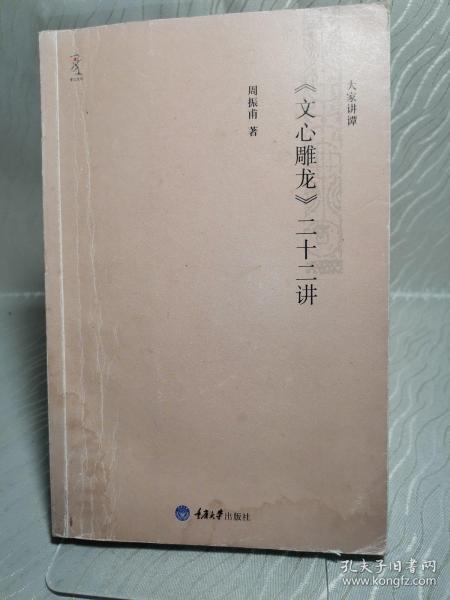 大家讲谭
《文心雕龙》二十二讲
周振甫 著
重庆大学出版社
孔夫子旧书网
www.kongfz.com